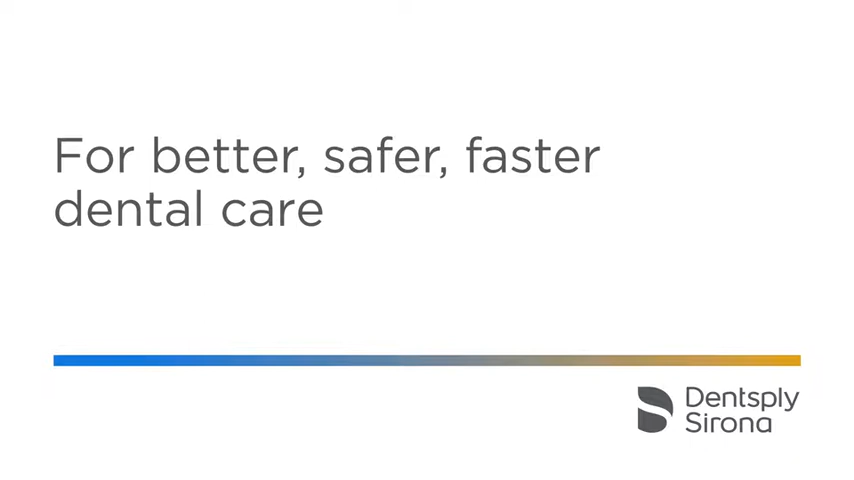 For better, safer, faster
dental care
Dentsply
Sirona